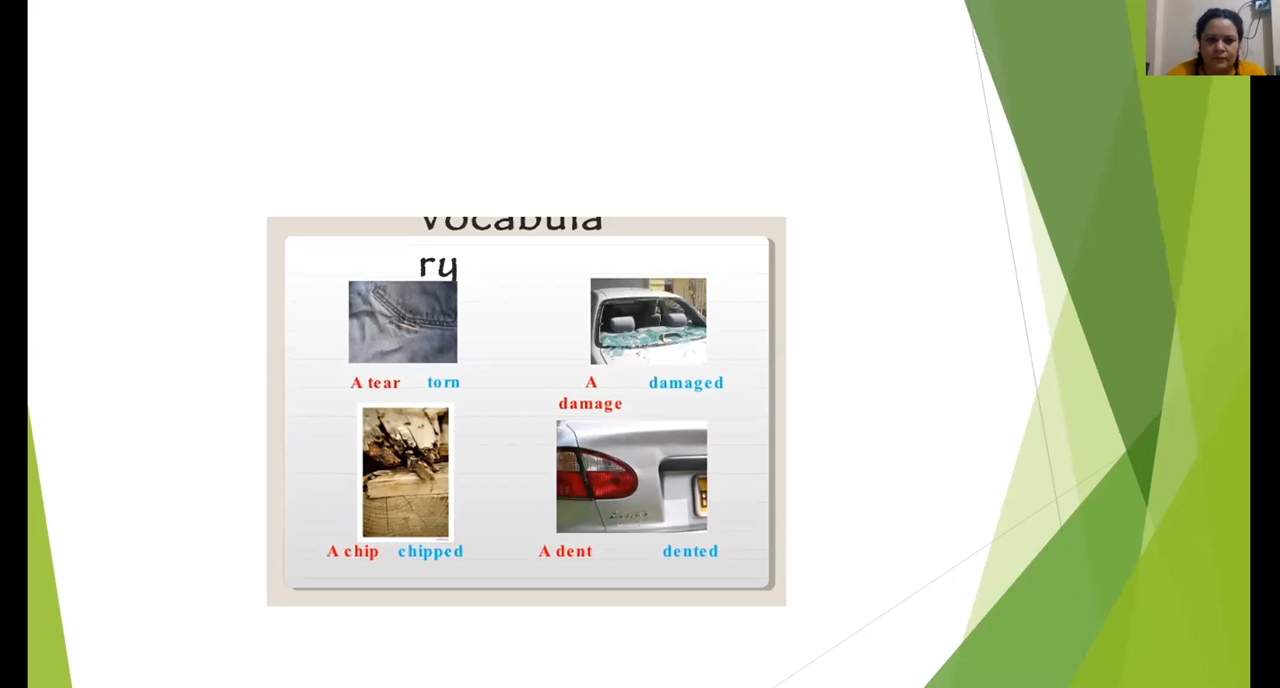 Vocabula
ry
A tear torn
A damaged
damage
A chip chipped
A dent dented